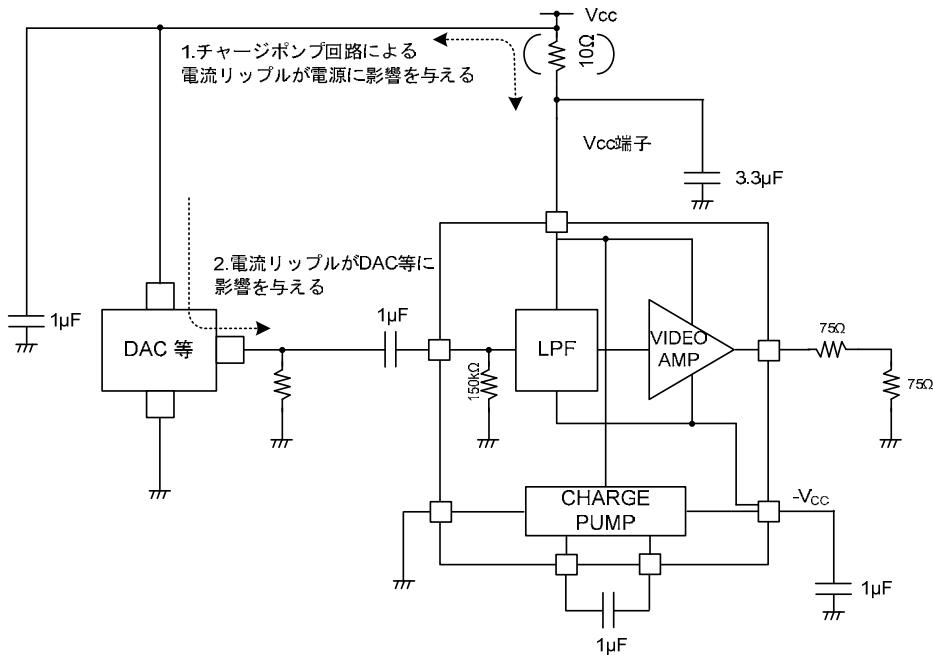 Vcc
10Ω
1.チャージポンプ回路による
電流リップルが電源に影響を与える
Vcc端子
3.3μF
2.電流リップルがDAC等に
影響を与える
1μF
DAC 等
1μF
150kΩ
LPF
VIDEO
AMP
75Ω
75Ω
CHARGE
PUMP
-VCC
1μF
1μF